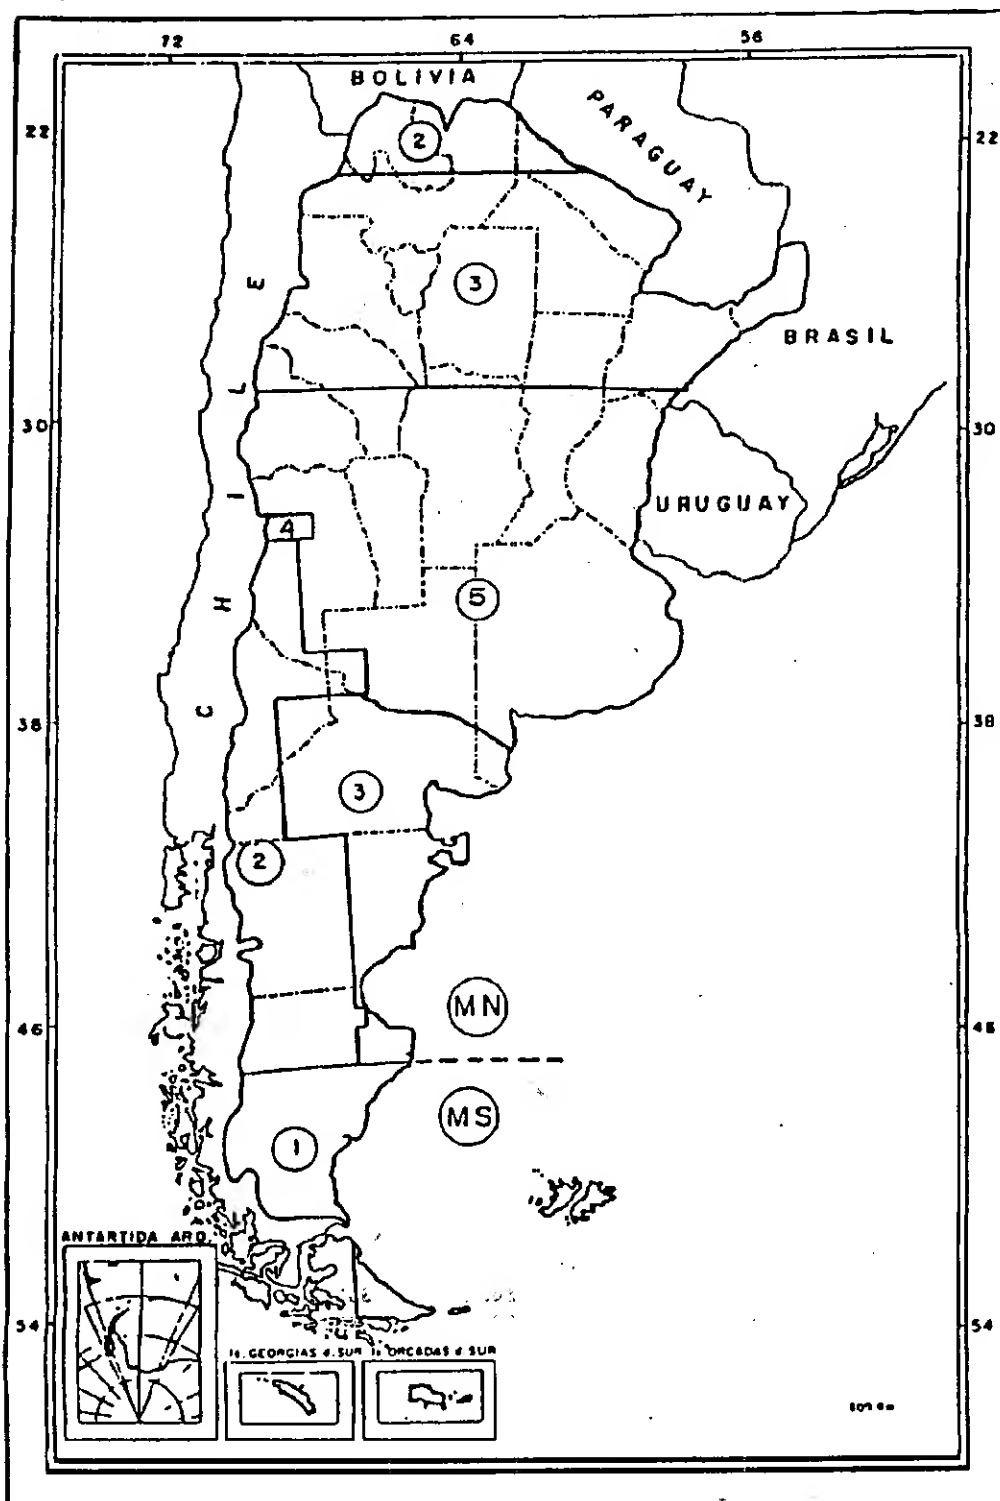 72 64 56
BOLIVIA
PARAGUAY
22 2 22
3
CHILE
BRASIL
30 30
URUGUAY
4
5
38 38
3
2
MN
46 46
MS
1
ANTARTIDA ARG.
54 54
Is. GEORGIAS d. SUR Is. ORCADAS d. SUR